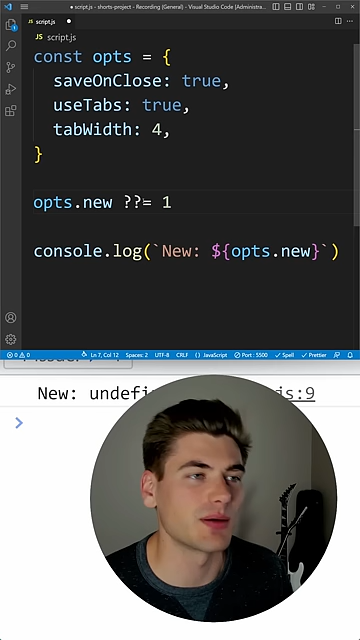 script.js - shorts-project - Recording (General) - Visual Studio Code [Administra...
script.js
script.js
const opts = {
saveOnClose: true,
useTabs: true,
tabWidth: 4,
}
opts.new ??= 1
console.log(`New: ${opts.new}`)
0 0
Ln 7, Col 12 Spaces: 2 UTF-8 CRLF {} JavaScript Port : 5500 Spell Prettier
New: undefi js:9